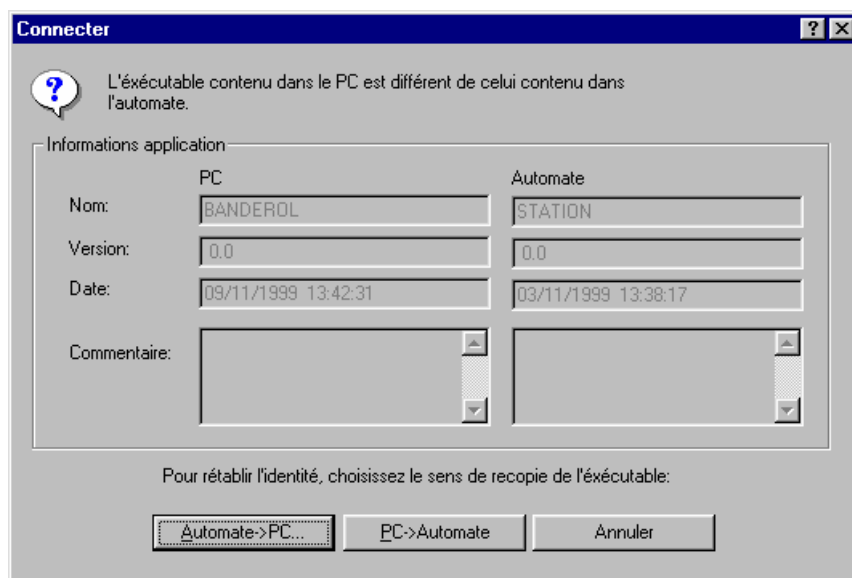 Connecter
L'éxécutable contenu dans le PC est différent de celui contenu dans
l'automate.
Informations application
PC Automate
Nom: BANDEROL STATION
Version: 0.0 0.0
Date: 09/11/1999 13:42:31 03/11/1999 13:38:17
Commentaire:
Pour rétablir l'identité, choisissez le sens de recopie de l'éxécutable:
Automate->PC... PC->Automate Annuler